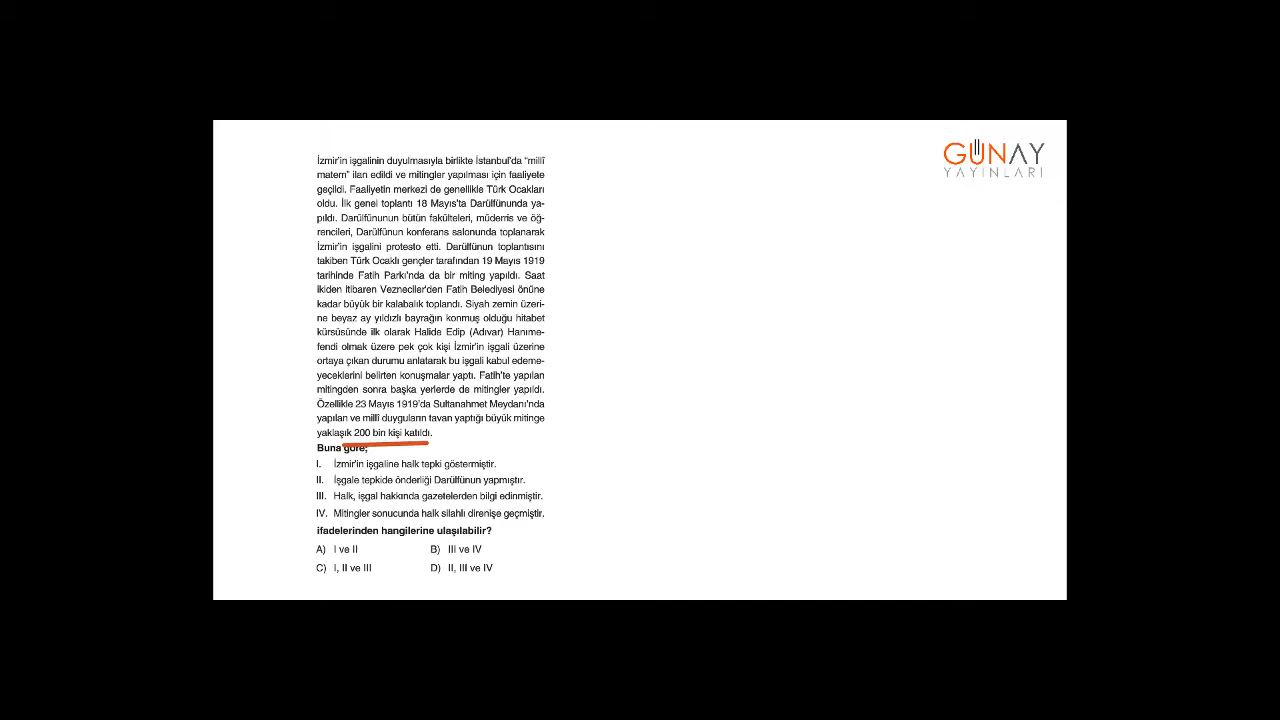 GÜNAY
YAYINLARI
İzmir'in işgalinin duyulmasıyla birlikte İstanbul'da "millî
matem" ilan edildi ve mitingler yapılması için faaliyete
geçildi. Faaliyetin merkezi de genellikle Türk Ocakları
oldu. İlk genel toplantı 18 Mayıs'ta Darülfünunda ya-
pıldı. Darülfünunun bütün fakülteleri, müderris ve öğ-
rencileri, Darülfünun konferans salonunda toplanarak
İzmir'in işgalini protesto etti. Darülfünun toplantısını
takiben Türk Ocaklı gençler tarafından 19 Mayıs 1919
tarihinde Fatih Parkı'nda da bir miting yapıldı. Saat
ikiden itibaren Vezneciler'den Fatih Belediyesi önüne
kadar büyük bir kalabalık toplandı. Siyah zemin üzeri-
ne beyaz ay yıldızlı bayrağın konmuş olduğu hitabet
kürsüsünde ilk olarak Halide Edip (Adıvar) Hanıme-
fendi olmak üzere pek çok kişi İzmir'in işgali üzerine
ortaya çıkan durumu anlatarak bu işgali kabul edeme-
yeceklerini belirten konuşmalar yaptı. Fatih'te yapılan
mitingden sonra başka yerlerde de mitingler yapıldı.
Özellikle 23 Mayıs 1919'da Sultanahmet Meydanı'nda
yapılan ve millî duyguların tavan yaptığı büyük mitinge
yaklaşık 200 bin kişi katıldı.
Buna göre;
I. İzmir'in işgaline halk tepki göstermiştir.
II. İşgale tepkide önderliği Darülfünun yapmıştır.
III. Halk, işgal hakkında gazetelerden bilgi edinmiştir.
IV. Mitingler sonucunda halk silahlı direnişe geçmiştir.
ifadelerinden hangilerine ulaşılabilir?
A) I ve II B) III ve IV
C) I, II ve III D) II, III ve IV